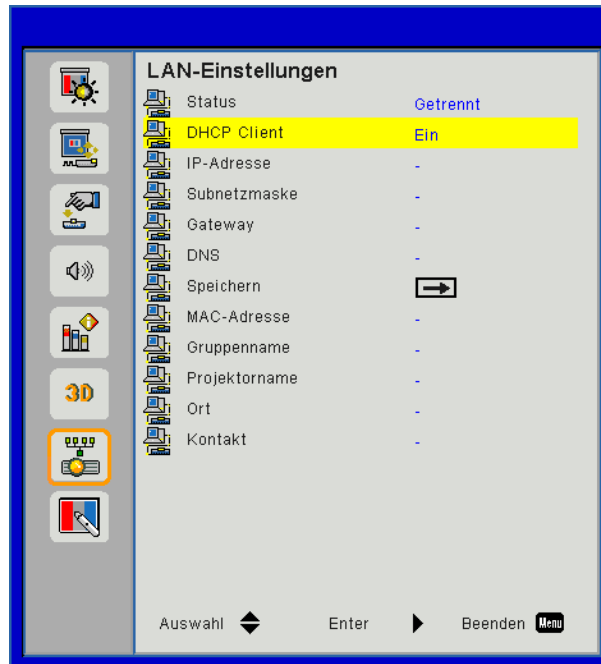 LAN-Einstellungen
Status Getrennt
DHCP Client Ein
IP-Adresse -
Subnetzmaske -
Gateway -
DNS -
Speichern
MAC-Adresse -
Gruppenname -
3D
Projektorname -
Ort -
Kontakt -
Auswahl Enter Beenden Menu